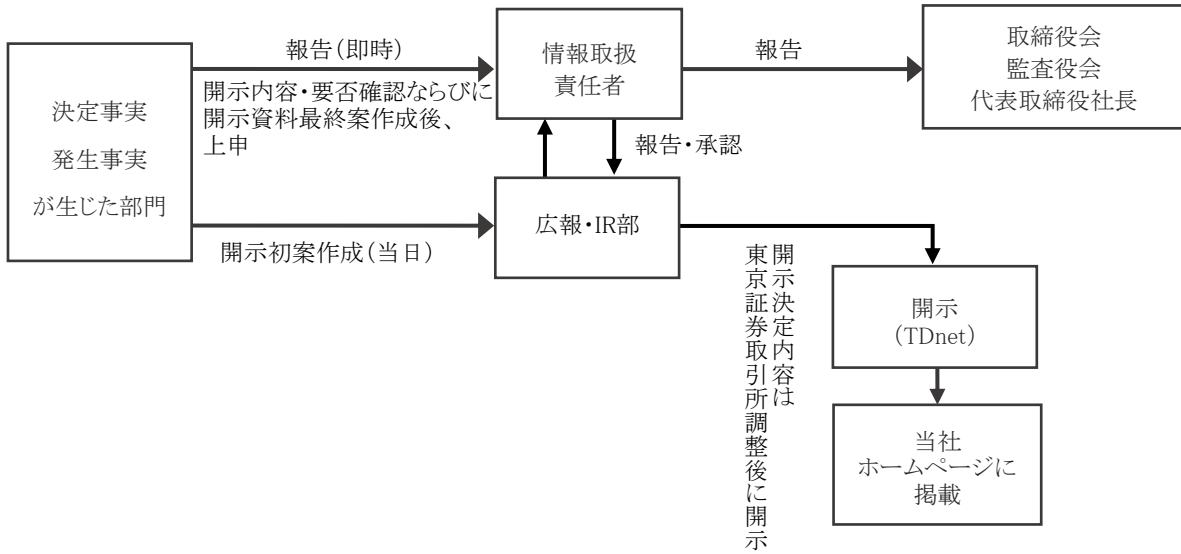 決定事実
発生事実
が生じた部門
報告（即時）
開示内容・要否確認ならびに
開示資料最終案作成後、
上申
開示初案作成（当日）
情報取扱
責任者
報告
取締役会
監査役会
代表取締役社長
報告・承認
広報・IR部
開示決定内容は
東京証券取引所調整後に開示
開示
（TDnet）
当社
ホームページに
掲載